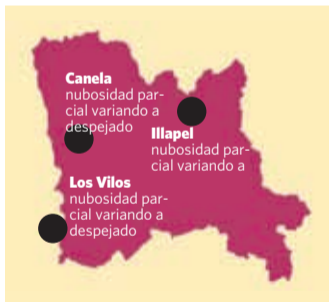 Canela
nubosidad par-
cial variando a
despejado
Illapel
nubosidad par-
cial variando a
Los Vilos
nubosidad par-
cial variando a
despejado